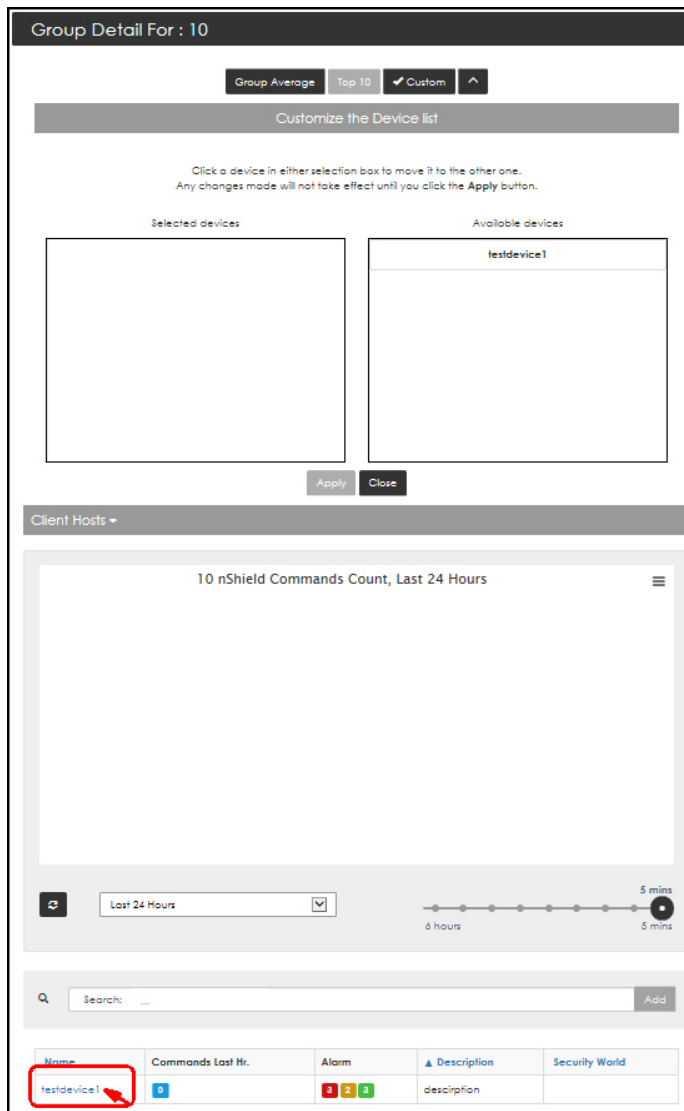 Group Detail For : 10
Group Average Top 10 Custom
Customize the Device list
Click a device in either selection box to move it to the other one.
Any changes made will not take effect until you click the Apply button.
Selected devices Available devices
testdevice1
Apply Close
Client Hosts
10 nShield Commands Count, Last 24 Hours
5 mins
Last 24 Hours
6 hours 5 mins
Search: ... Add
Name Commands Last Hr. Alarm ▲ Description Security World
testdevice1 0 3 2 3 descirption